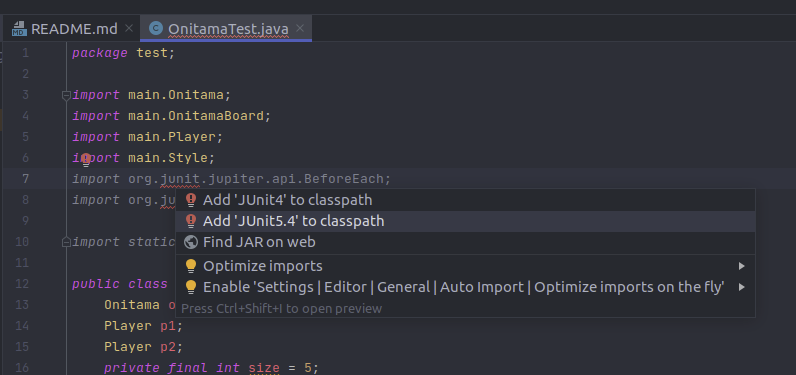 README.md OnitamaTest.java
1 package test;
2
3 import main.Onitama;
4 import main.OnitamaBoard;
5 import main.Player;
6 import main.Style;
7 import org.junit.jupiter.api.BeforeEach;
8 import org.ju
Add 'JUnit4' to classpath
9
Add 'JUnit5.4' to classpath
10 import static
Find JAR on web
11
Optimize imports
12 public class
Enable 'Settings | Editor | General | Auto Import | Optimize imports on the fly'
13 Onitama o
Press Ctrl+Shift+I to open preview
14 Player p1;
15 Player p2;
16 private final int size = 5;